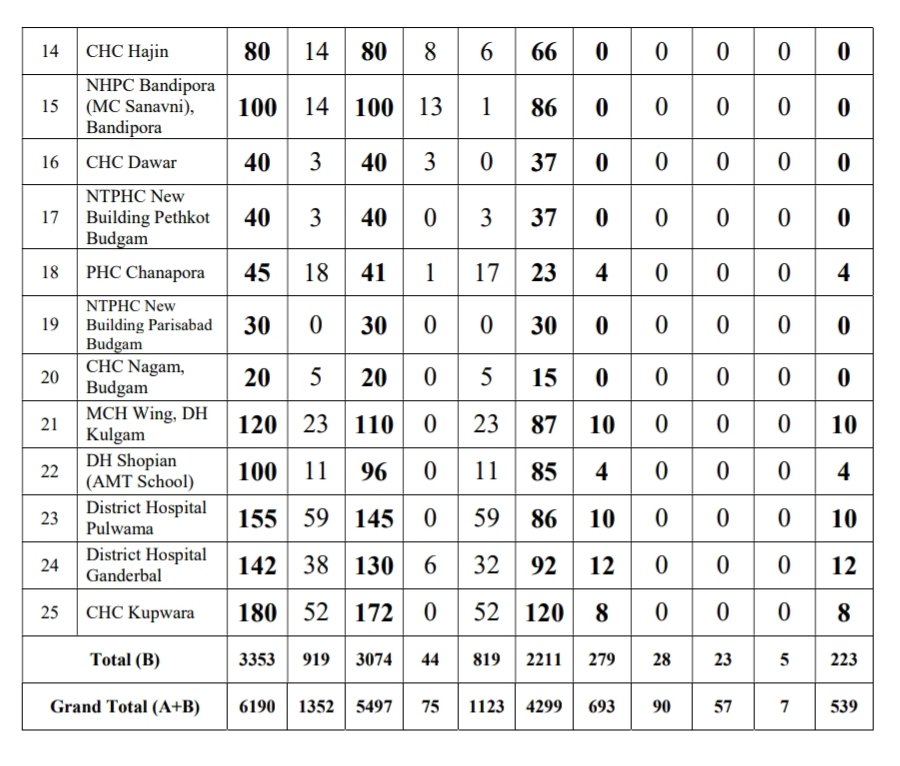 14 CHC Hajin 80 14 80 8 6 66 0 0 0 0 0
NHPC Bandipora
15 (MC Sanavni), 100 14 100 13 1 86 0 0 0 0 0
Bandipora
16 CHC Dawar 40 3 40 3 0 37 0 0 0 0 0
NTPHC New
17 Building Pethkot 40 3 40 0 3 37 0 0 0 0 0
Budgam
18 PHC Chanapora 45 18 41 1 17 23 4 0 0 0 4
NTPHC New
19 Building Parisabad 30 0 30 0 0 30 0 0 0 0 0
Budgam
CHC Nagam,
20 Budgam 20 5 20 0 5 15 0 0 0 0 0
MCH Wing, DH
21 Kulgam 120 23 110 0 23 87 10 0 0 0 10
DH Shopian
22 (AMT School) 100 11 96 0 11 85 4 0 0 0 4
District Hospital
23 Pulwama 155 59 145 0 59 86 10 0 0 0 10
District Hospital
24 Ganderbal 142 38 130 6 32 92 12 0 0 0 12
25 CHC Kupwara 180 52 172 0 52 120 8 0 0 0 8
Total (B) 3353 919 3074 44 819 2211 279 28 23 5 223
Grand Total (A+B) 6190 1352 5497 75 1123 4299 693 90 57 7 539